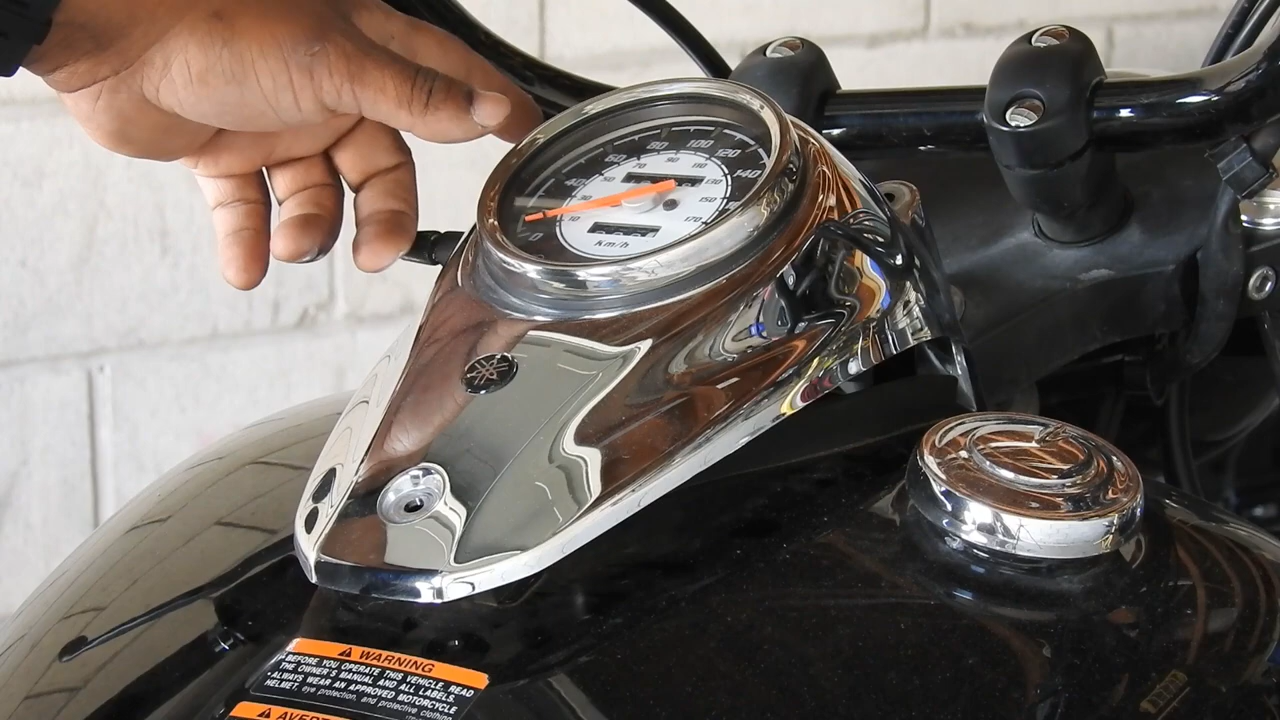 80 100
60 120
40 140
0
70 90 110
50 130
30 150
10 170
km/h
WARNING
•BEFORE YOU OPERATE THIS VEHICLE, READ
THE OWNER'S MANUAL AND ALL LABELS.
•ALWAYS WEAR AN APPROVED MOTORCYCLE
HELMET, eye protection, and protective clothing